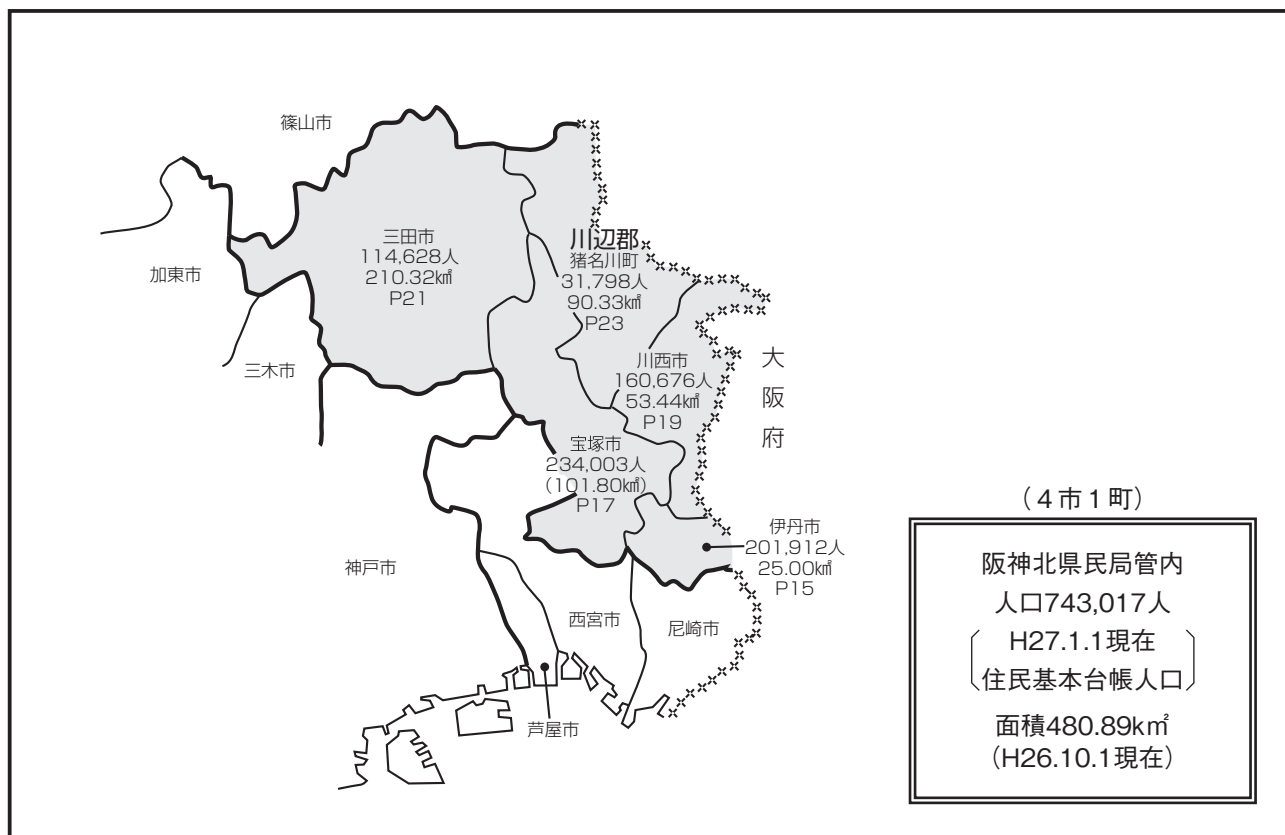 篠山市
三田市
114,628人
210.32㎢
P21
川辺郡
猪名川町
31,798人
90.33㎢
P23
加東市
三木市
川西市
160,676人
53.44㎢
P19
大阪府
宝塚市
234,003人
(101.80㎢)
P17
伊丹市
201,912人
25.00㎢
P15
神戸市
西宮市
尼崎市
芦屋市
（４市１町）
阪神北県民局管内
人口743,017人
H27.1.1現在
住民基本台帳人口
面積480.89k㎡
（H26.10.1現在）